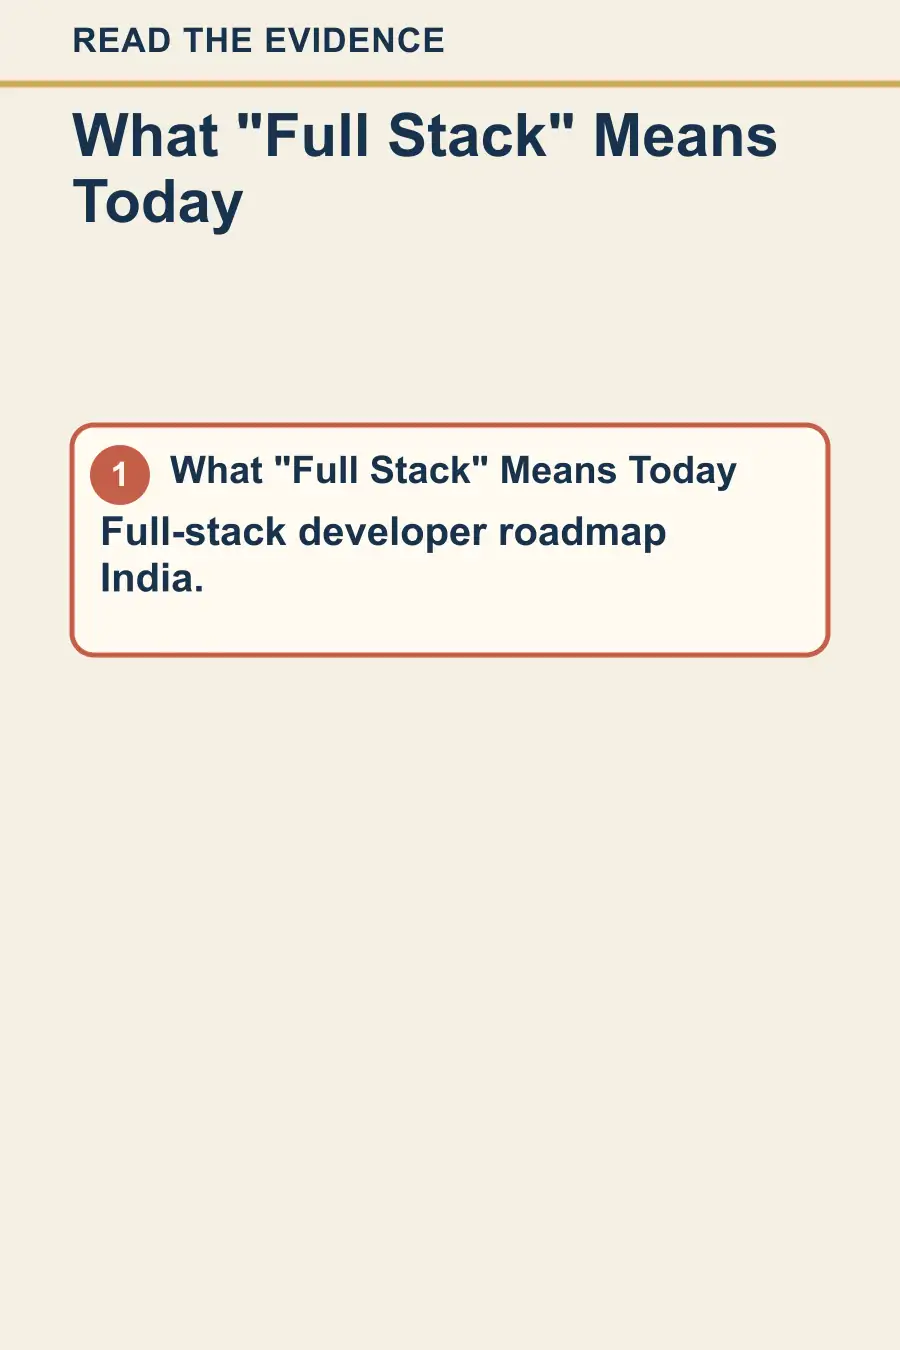 READ THE EVIDENCE
What "Full Stack" Means
Today
1 What "Full Stack" Means Today
Full-stack developer roadmap
India.